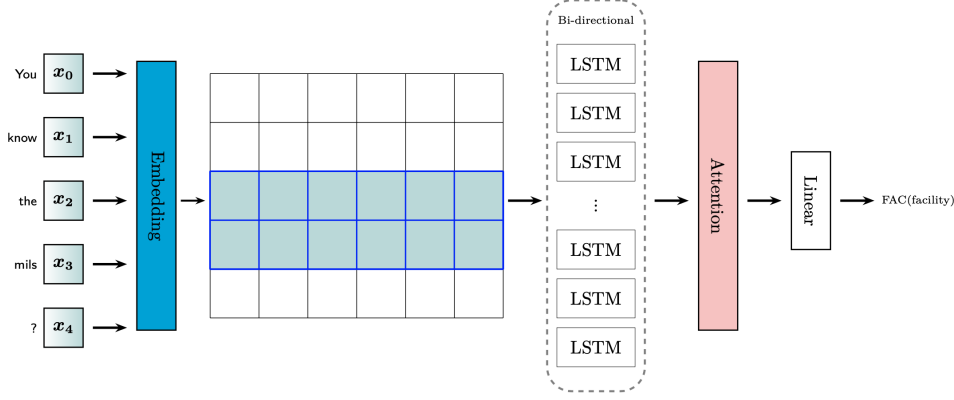 You x0
know x1
the x2
mils x3
? x4
Embedding
Bi-directional
LSTM
LSTM
LSTM
...
LSTM
LSTM
LSTM
Attention
Linear
FAC(facility)